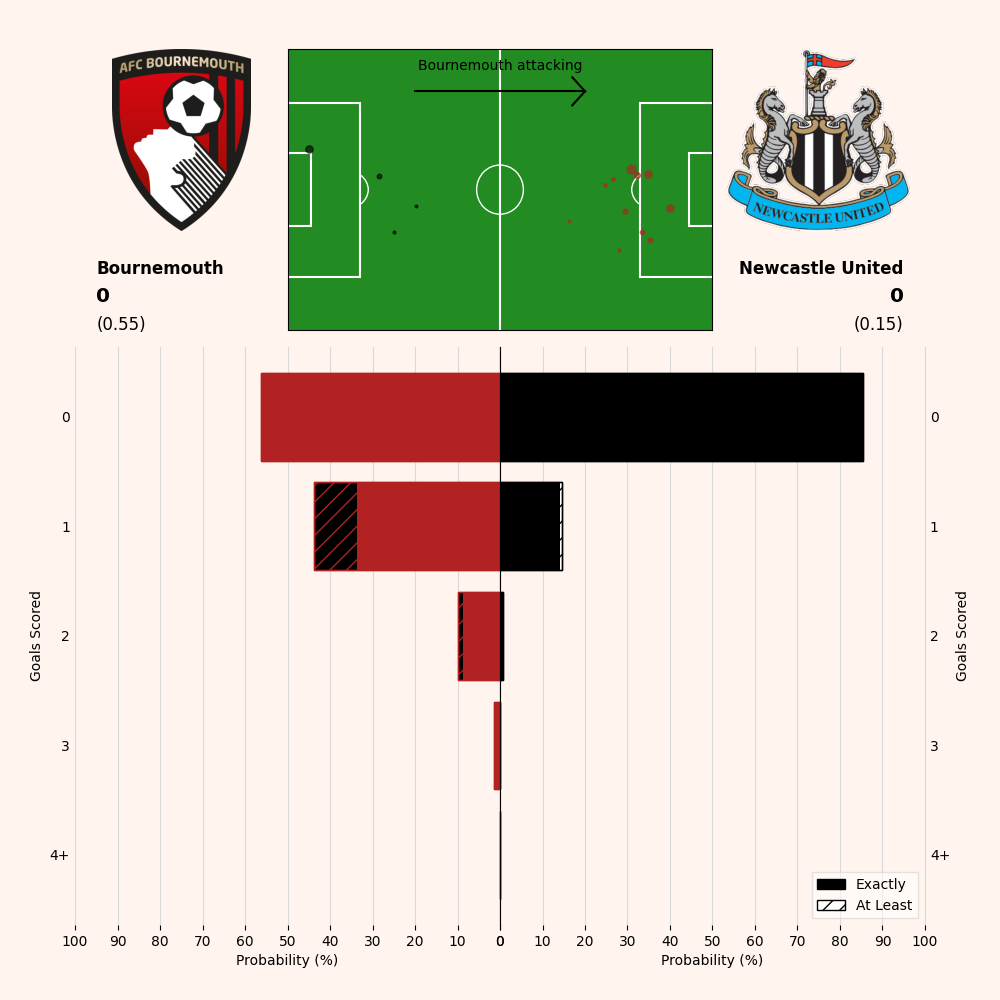 AFC BOURNEMOUTH
Bournemouth attacking
NEWCASTLE UNITED
Bournemouth
0
(0.55)
Newcastle United
0
(0.15)
0
0
1
1
2
2
3
3
4+
4+
Goals Scored
Goals Scored
Exactly
At Least
100 90 80 70 60 50 40 30 20 10 0 10 20 30 40 50 60 70 80 90 100
Probability (%)
Probability (%)